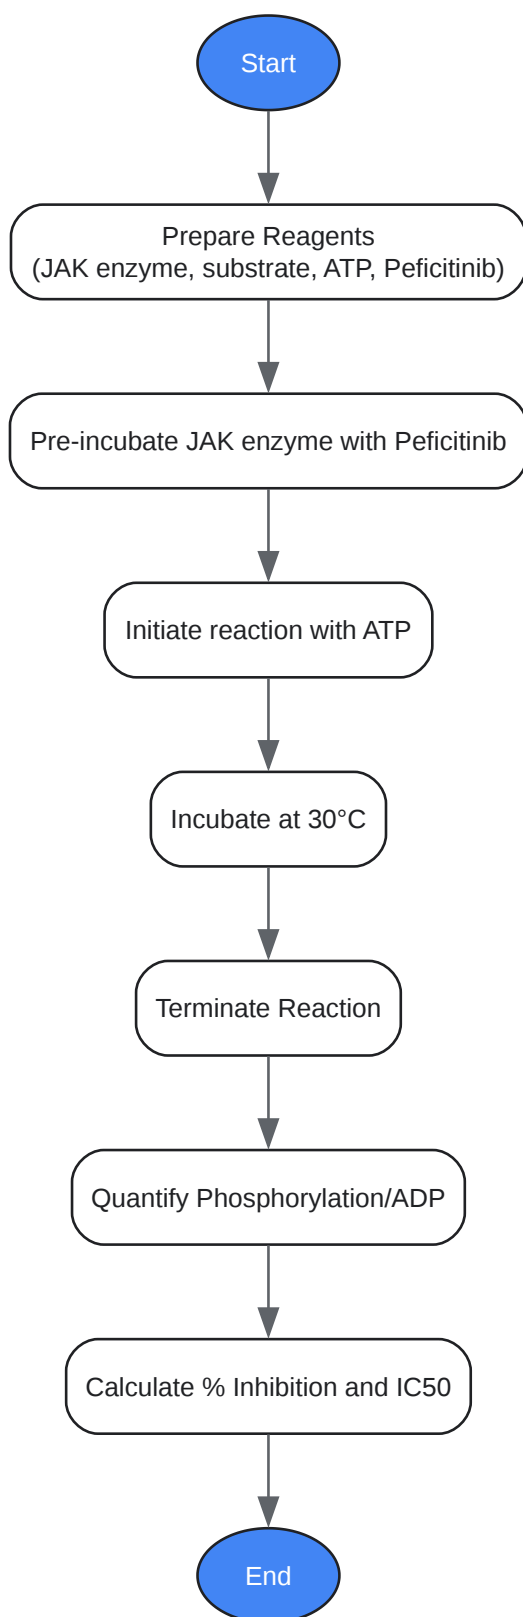 Start
Prepare Reagents
(JAK enzyme, substrate, ATP, Peficitinib)
Pre-incubate JAK enzyme with Peficitinib
Initiate reaction with ATP
Incubate at 30°C
Terminate Reaction
Quantify Phosphorylation/ADP
Calculate % Inhibition and IC50
End